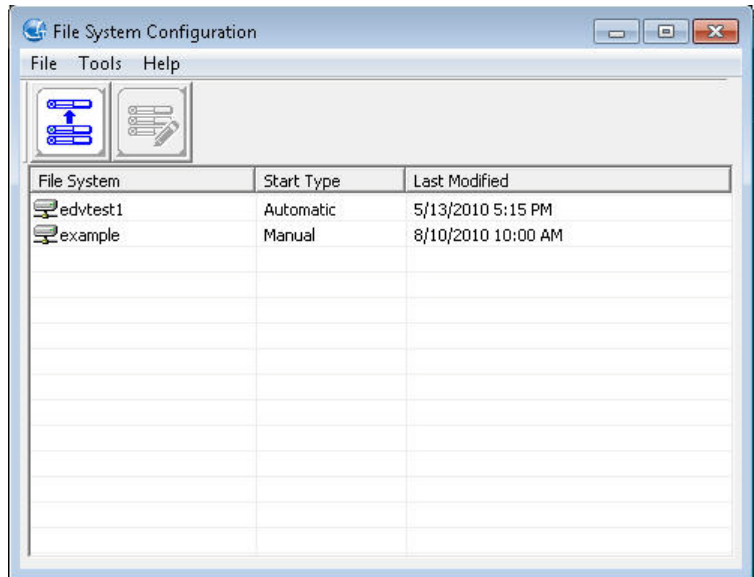 File System Configuration
File Tools Help
File System Start Type Last Modified
edvtest1 Automatic 5/13/2010 5:15 PM
example Manual 8/10/2010 10:00 AM